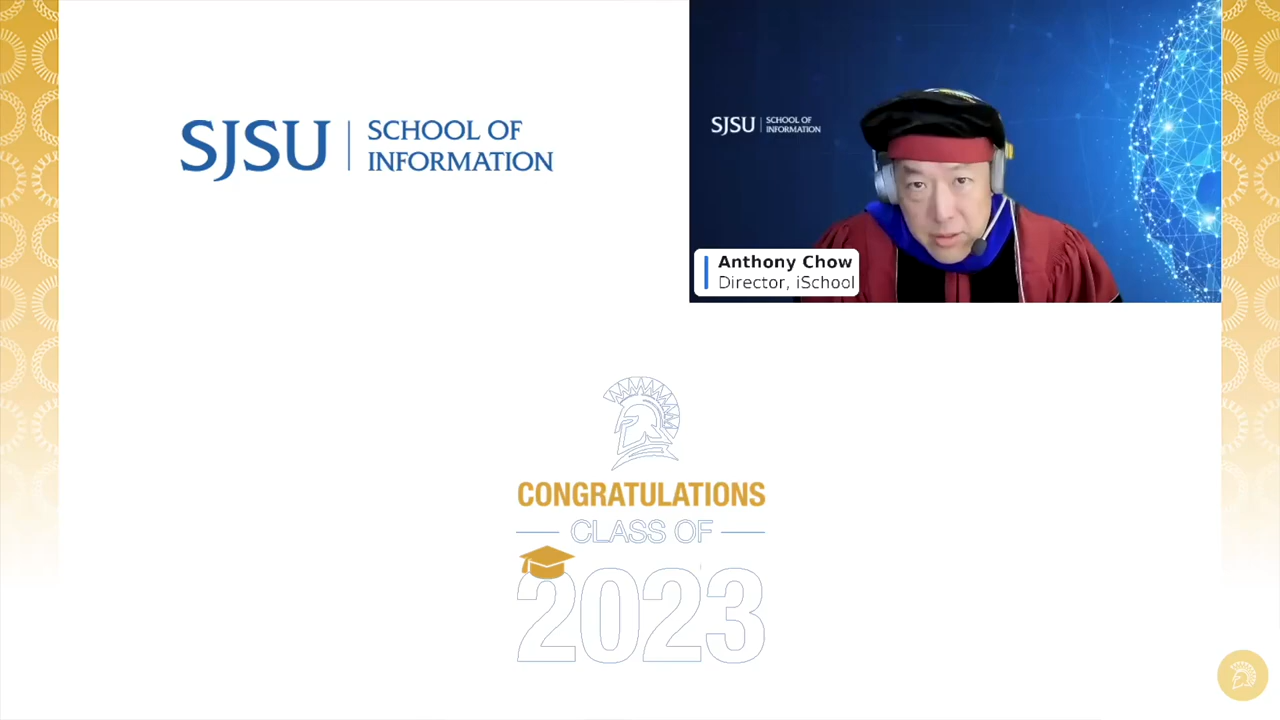 SJSU
SCHOOL OF
INFORMATION
SJSU
SCHOOL OF
INFORMATION
Anthony Chow
Director, iSchool
CONGRATULATIONS
CLASS OF
2023